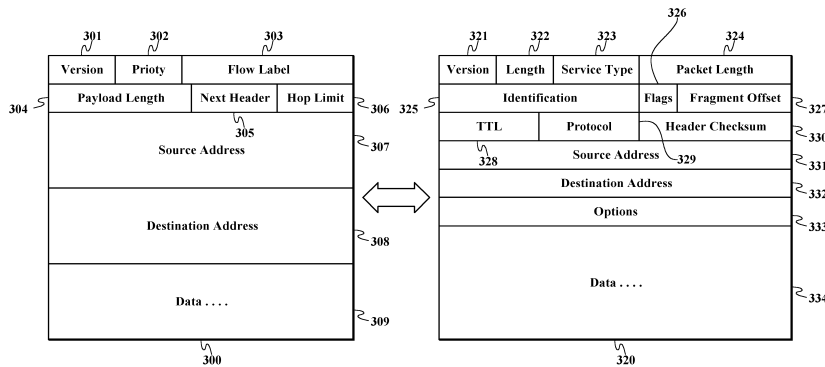 301 302 303
Version Prioty Flow Label
304 Payload Length Next Header Hop Limit 306
305
Source Address 307
Destination Address 308
Data . . . . 309
300
321 322 323 326 324
Version Length Service Type Packet Length
325 Identification Flags Fragment Offset 327
TTL Protocol Header Checksum 330
328 329
Source Address 331
Destination Address 332
Options 333
Data . . . . 334
320